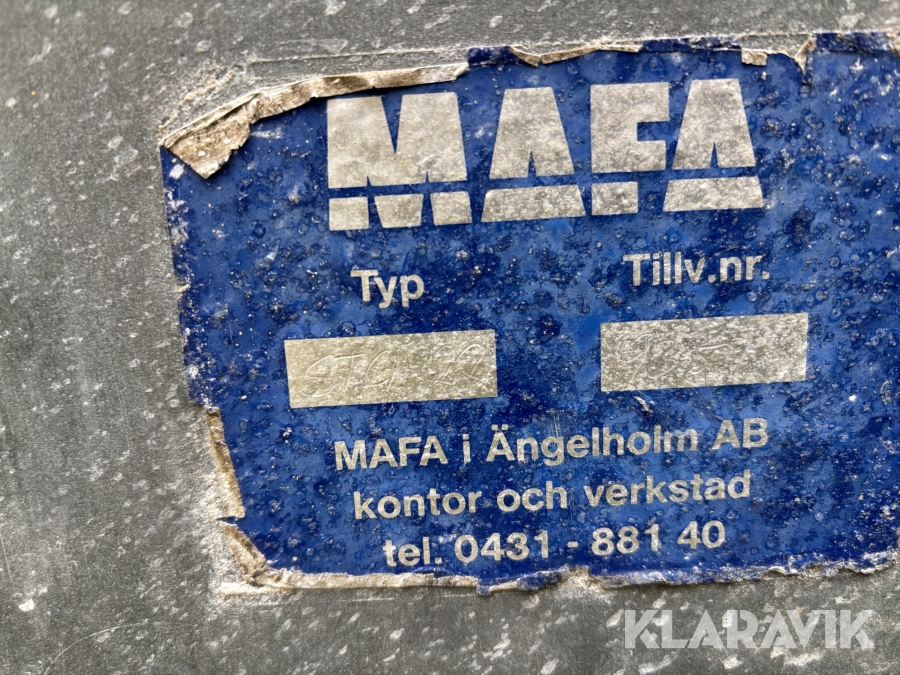 MAFA
Typ
Tillv.nr.
MAFA i Ängelholm AB
kontor och verkstad
tel. 0431 - 881 40
KLARAVIK